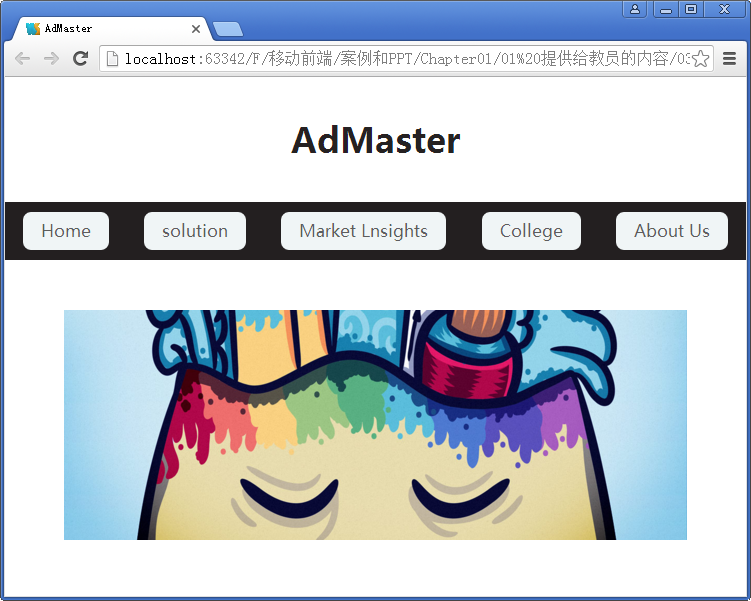 AdMaster
localhost:63342/F/移动前端/案例和PPT/Chapter01/01%20提供给教员的内容/03
AdMaster
Home solution Market Lnsights College About Us